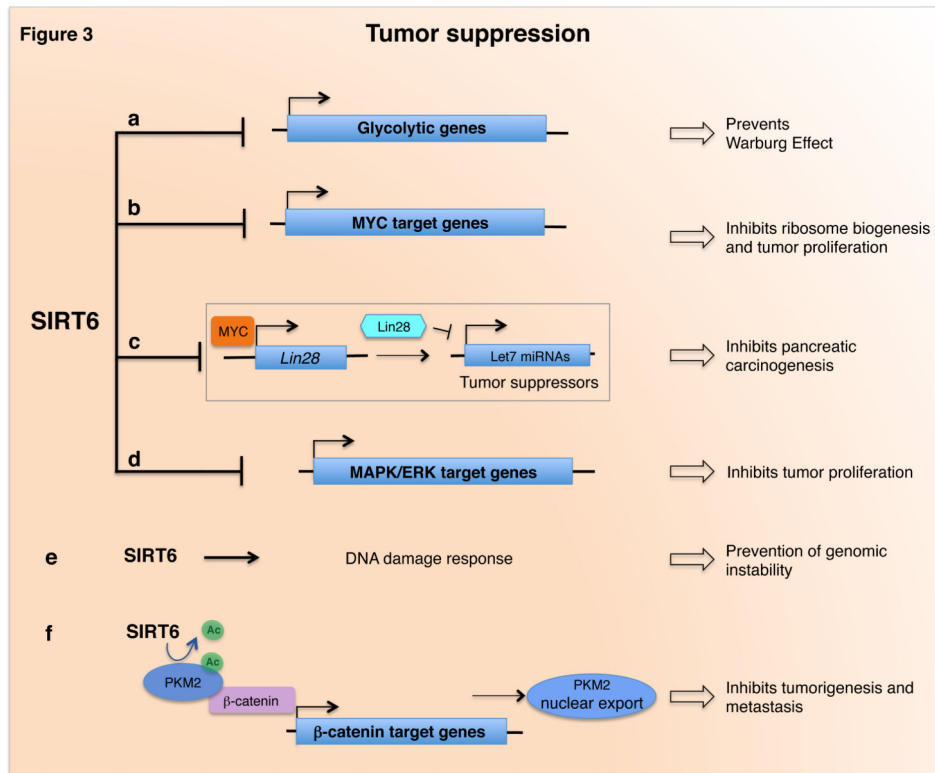 Figure 3
Tumor suppression
SIRT6
a
Glycolytic genes
Prevents
Warburg Effect
b
MYC target genes
Inhibits ribosome biogenesis
and tumor proliferation
c
MYC
Lin28
Lin28
Let7 miRNAs
Tumor suppressors
Inhibits pancreatic
carcinogenesis
d
MAPK/ERK target genes
Inhibits tumor proliferation
e
SIRT6
DNA damage response
Prevention of genomic
instability
f
SIRT6
Ac
Ac
PKM2
β-catenin
β-catenin target genes
PKM2
nuclear export
Inhibits tumorigenesis and
metastasis